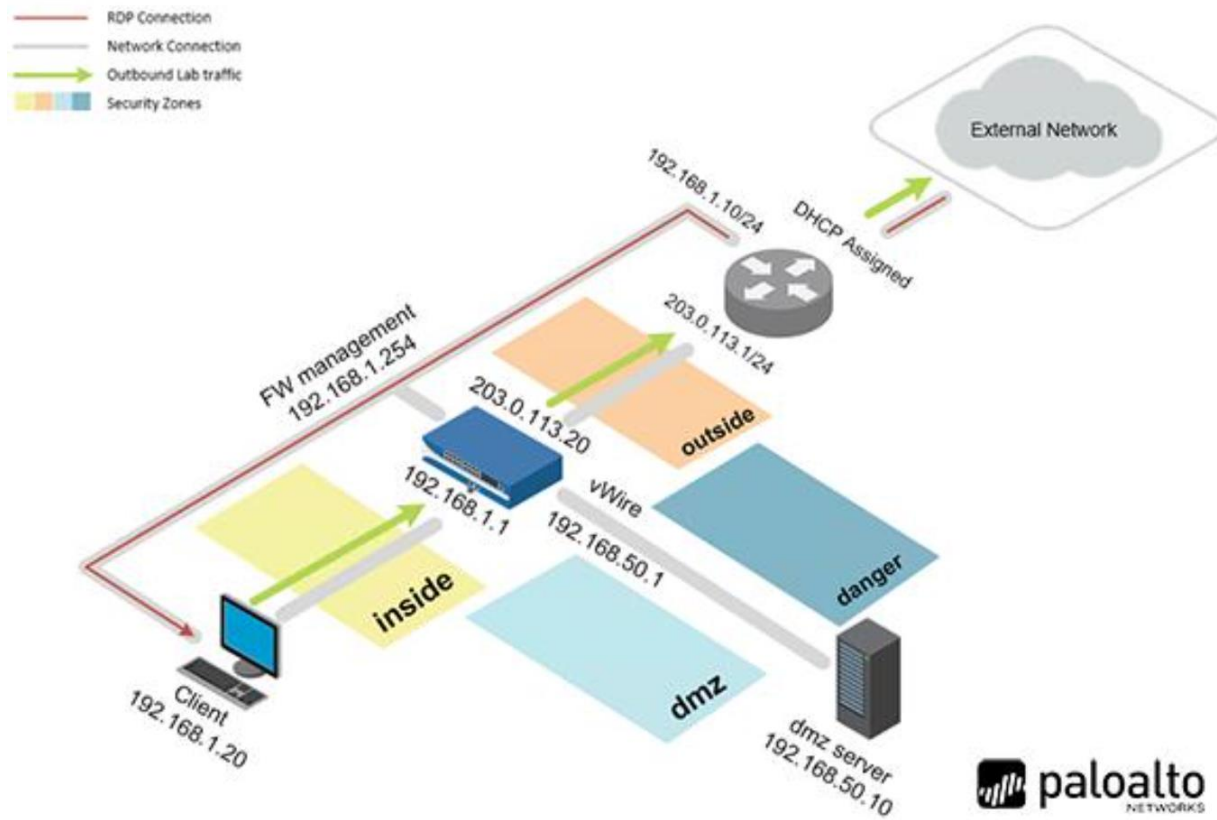 RDP Connection
Network Connection
Outbound Lab traffic
Security Zones
External Network
192.168.1.10/24
DHCP Assigned
203.0.113.1/24
FW management
192.168.1.254
203.0.113.20
outside
192.168.1.1
vWire
192.168.50.1
danger
inside
dmz
Client
192.168.1.20
dmz server
192.168.50.10
paloalto
NETWORKS